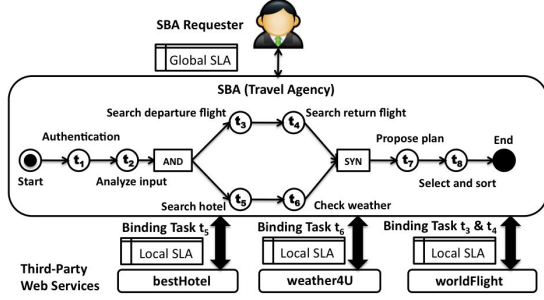 SBA Requester
Global SLA
SBA (Travel Agency)
Search departure flight
Search return flight
t3
t4
Authentication
Propose plan
End
t1
t2
AND
SYN
t7
t8
Start
Analyze input
Select and sort
Search hotel
t5
t6
Check weather
Binding Task t5
Binding Task t6
Binding Task t3 & t4
Local SLA
Local SLA
Local SLA
Third-Party
Web Services
bestHotel
weather4U
worldFlight